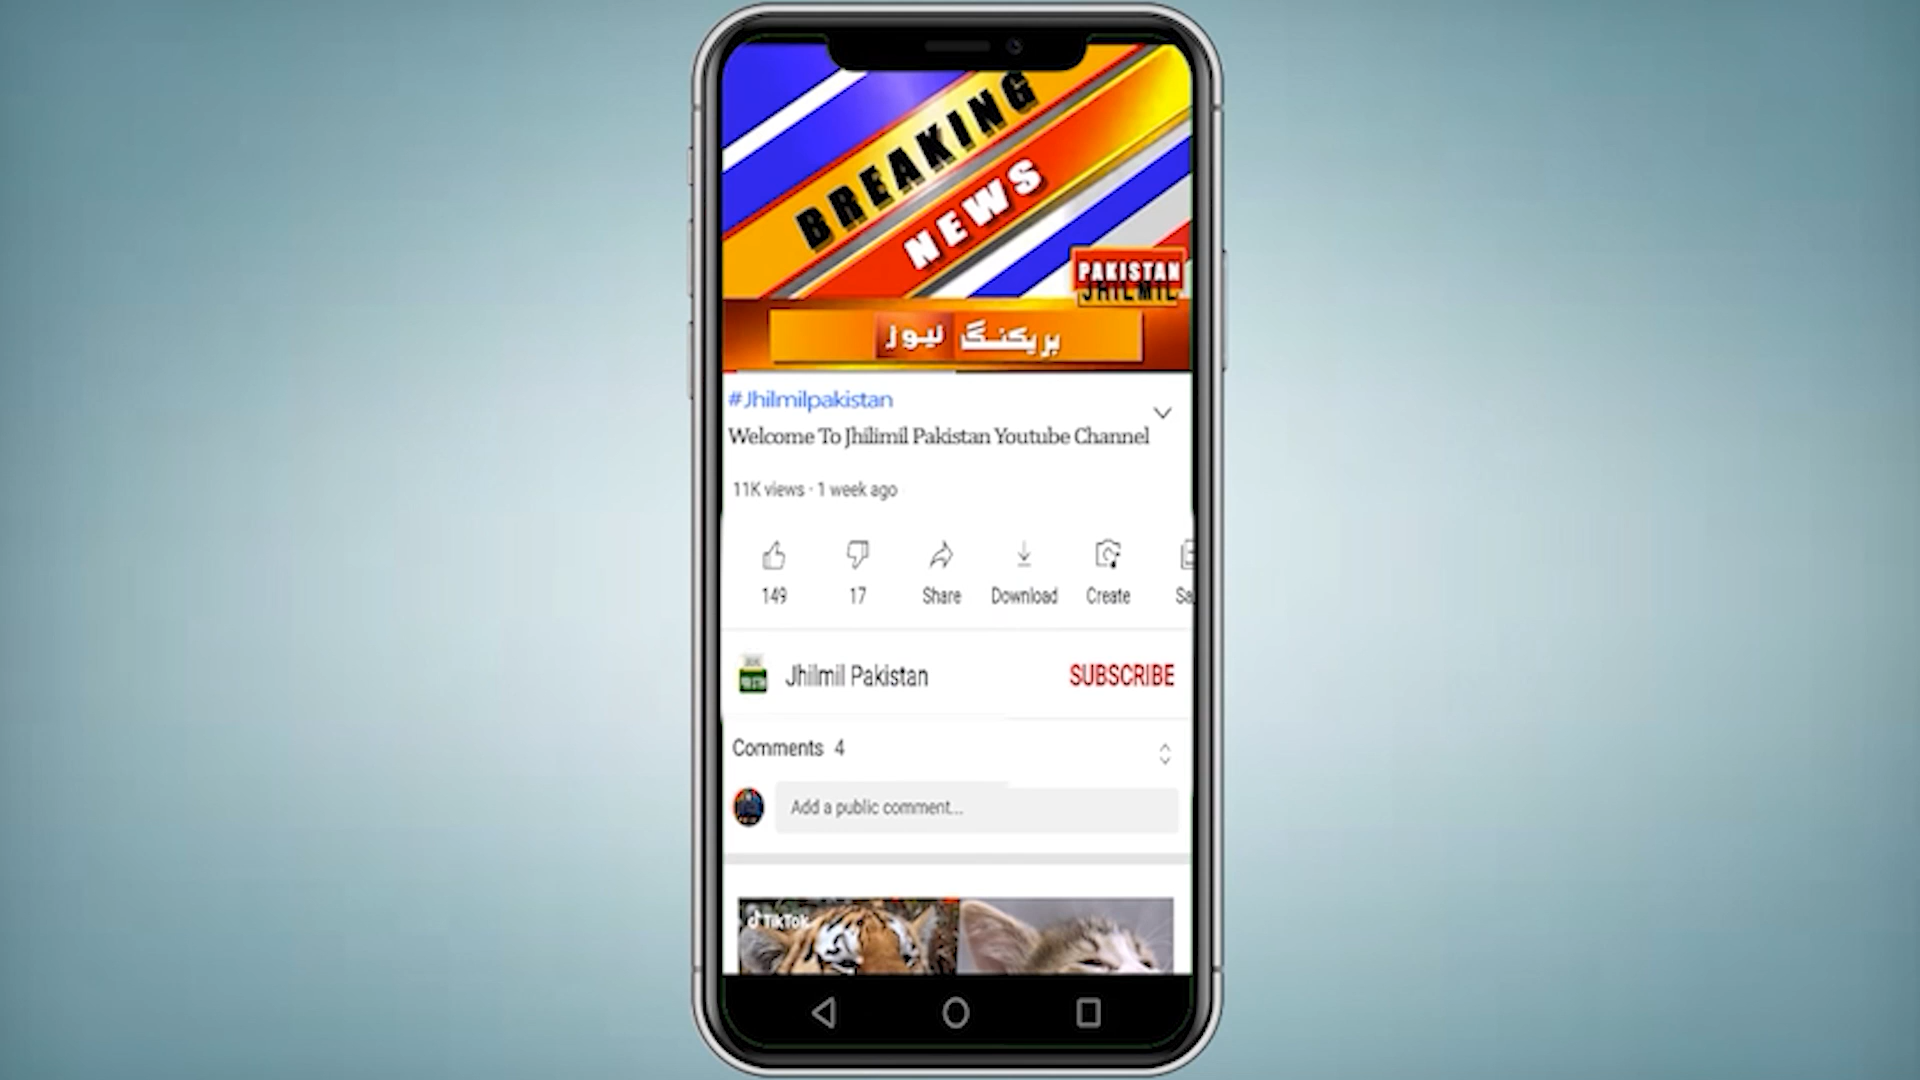 BREAKING
NEWS
PAKISTAN
JHILMIL
بریکنگ نیوز
#Jhilmilpakistan
Welcome To Jhilimil Pakistan Youtube Channel
11K views · 1 week ago
149
17
Share
Download
Create
Sa
Jhilmil Pakistan
SUBSCRIBE
Comments 4
Add a public comment...
TikTok